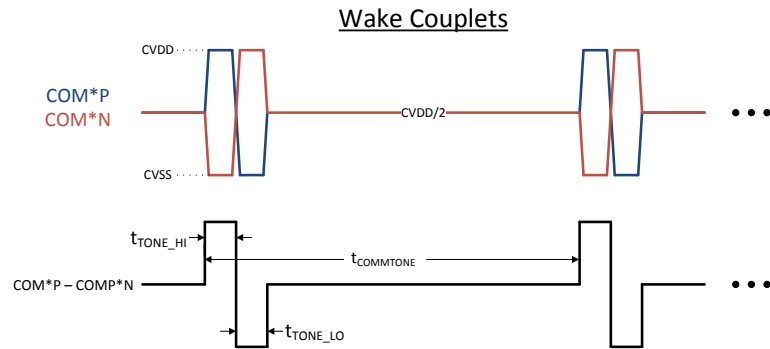 Wake Couplets
CVDD
COM*P
COM*N
CVDD/2
CVSS
tTONE_HI
tCOMMTONE
COM*P – COMP*N
tTONE_LO